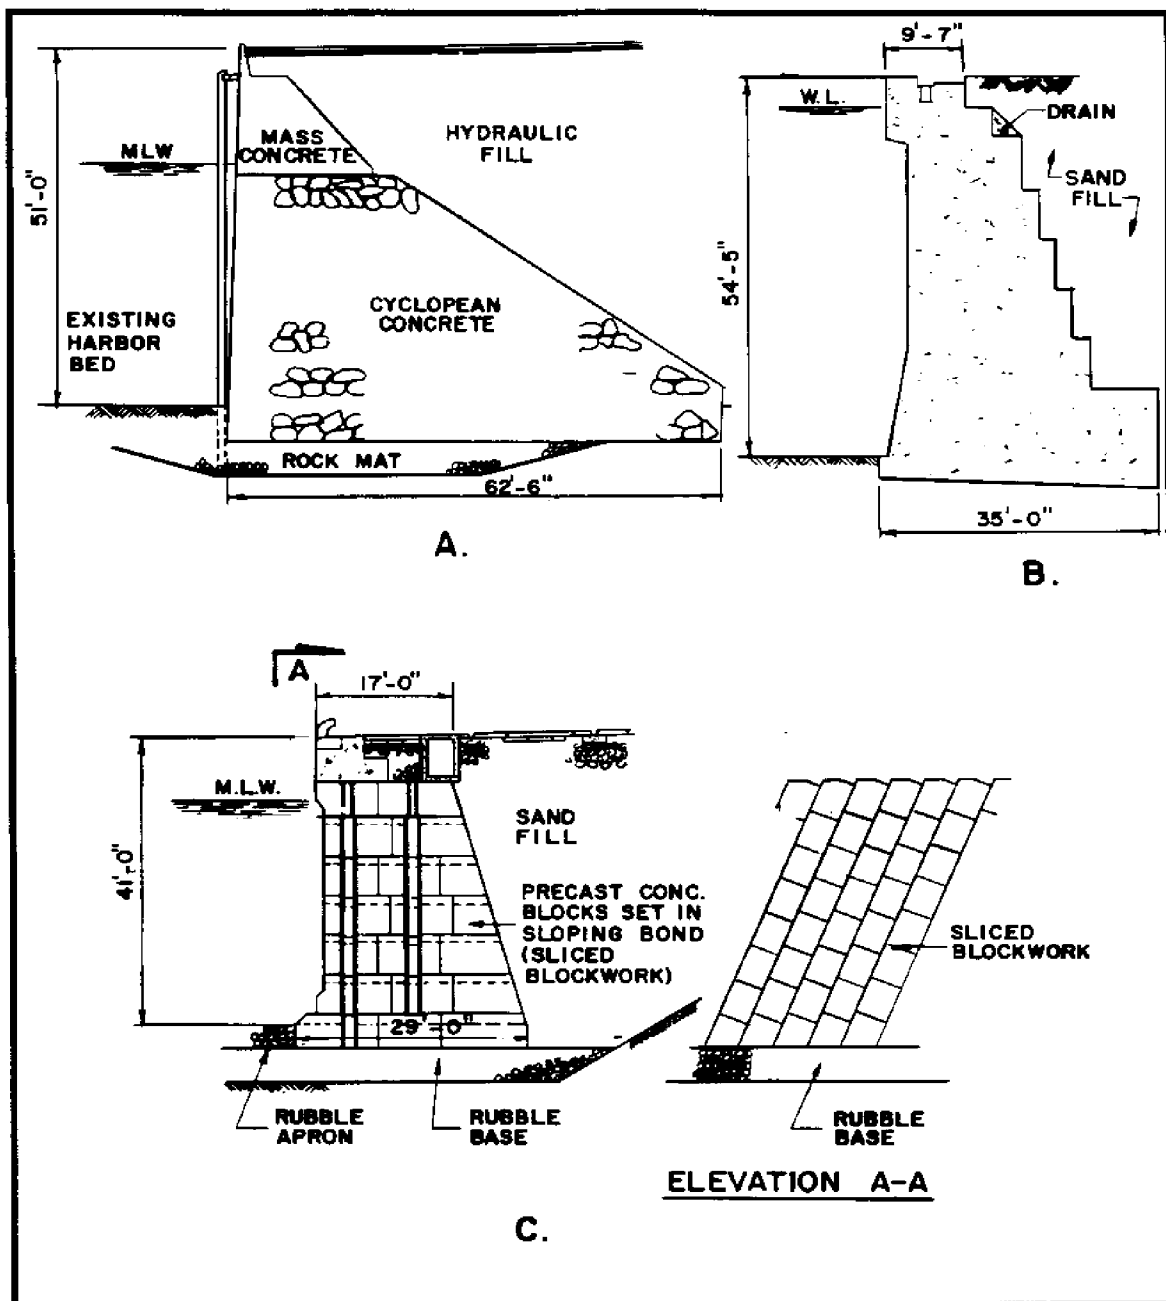 51'-0"
MLW
MASS
CONCRETE
HYDRAULIC
FILL
EXISTING
HARBOR
BED
CYCLOPEAN
CONCRETE
ROCK MAT
62'-6"
A.
9'-7"
W.L.
DRAIN
SAND
FILL
54'-5"
35'-0"
B.
A
17'-0"
M.L.W.
41'-0"
SAND
FILL
PRECAST CONC.
BLOCKS SET IN
SLOPING BOND
(SLICED
BLOCKWORK)
29'-0"
RUBBLE
APRON
RUBBLE
BASE
SLICED
BLOCKWORK
RUBBLE
BASE
ELEVATION A-A
C.